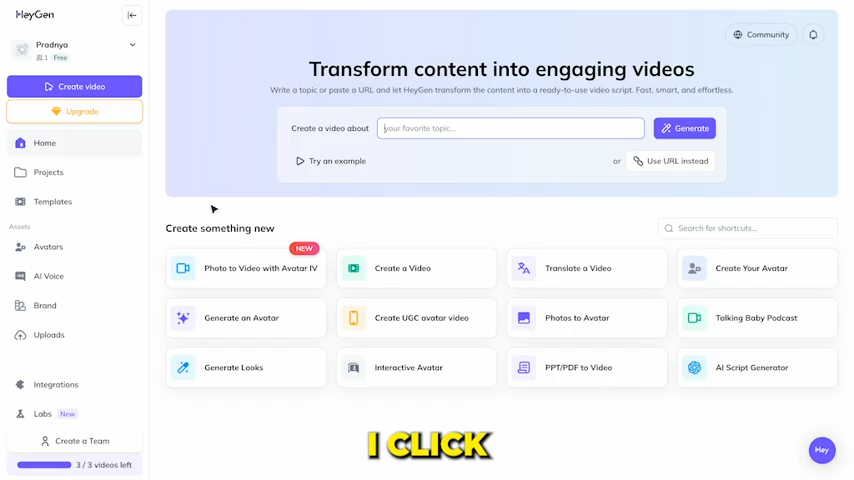 HeyGen
Pradnya
1 Free
Create video
Upgrade
Home
Projects
Templates
Assets
Avatars
AI Voice
Brand
Uploads
Integrations
Labs New
Create a Team
3 / 3 videos left
Community
Transform content into engaging videos
Write a topic or paste a URL and let HeyGen transform the content into a ready-to-use video script. Fast, smart, and effortless.
Create a video about your favorite topic... Generate
Try an example or Use URL instead
Create something new Search for shortcuts...
NEW
Photo to Video with Avatar IV Create a Video Translate a Video Create Your Avatar
Generate an Avatar Create UGC avatar video Photos to Avatar Talking Baby Podcast
Generate Looks Interactive Avatar PPT/PDF to Video AI Script Generator
I CLICK
Hey